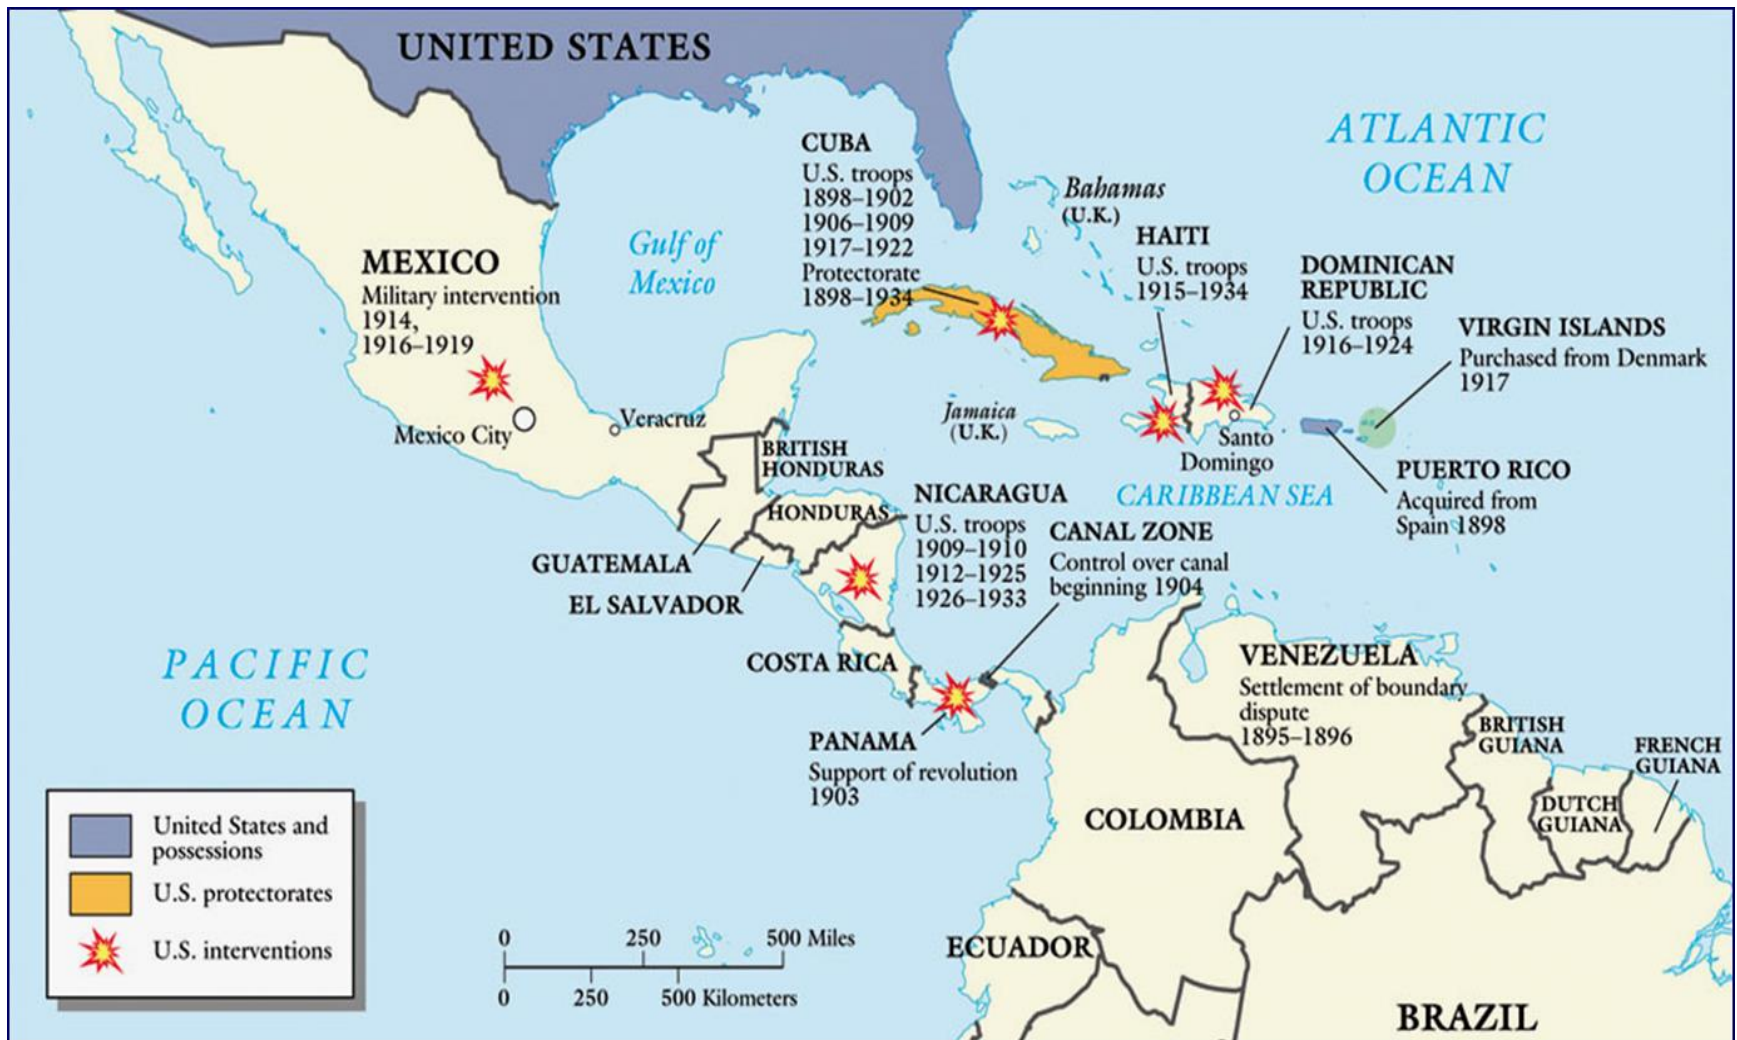 UNITED STATES
ATLANTIC
OCEAN
CUBA
U.S. troops
1898–1902
1906–1909
1917–1922
Protectorate
1898–1934
Bahamas
(U.K.)
HAITI
U.S. troops
1915–1934
DOMINICAN
REPUBLIC
U.S. troops
1916–1924
VIRGIN ISLANDS
Purchased from Denmark
1917
Gulf of
Mexico
MEXICO
Military intervention
1914,
1916–1919
Mexico City
Veracruz
Jamaica
(U.K.)
Santo
Domingo
PUERTO RICO
Acquired from
Spain 1898
CARIBBEAN SEA
BRITISH
HONDURAS
HONDURAS
NICARAGUA
U.S. troops
1909–1910
1912–1925
1926–1933
CANAL ZONE
Control over canal
beginning 1904
GUATEMALA
EL SALVADOR
COSTA RICA
PANAMA
Support of revolution
1903
VENEZUELA
Settlement of boundary
dispute
1895–1896
BRITISH
GUIANA
FRENCH
GUIANA
DUTCH
GUIANA
COLOMBIA
ECUADOR
BRAZIL
PACIFIC
OCEAN
United States and
possessions
U.S. protectorates
U.S. interventions
0 250 500 Miles
0 250 500 Kilometers